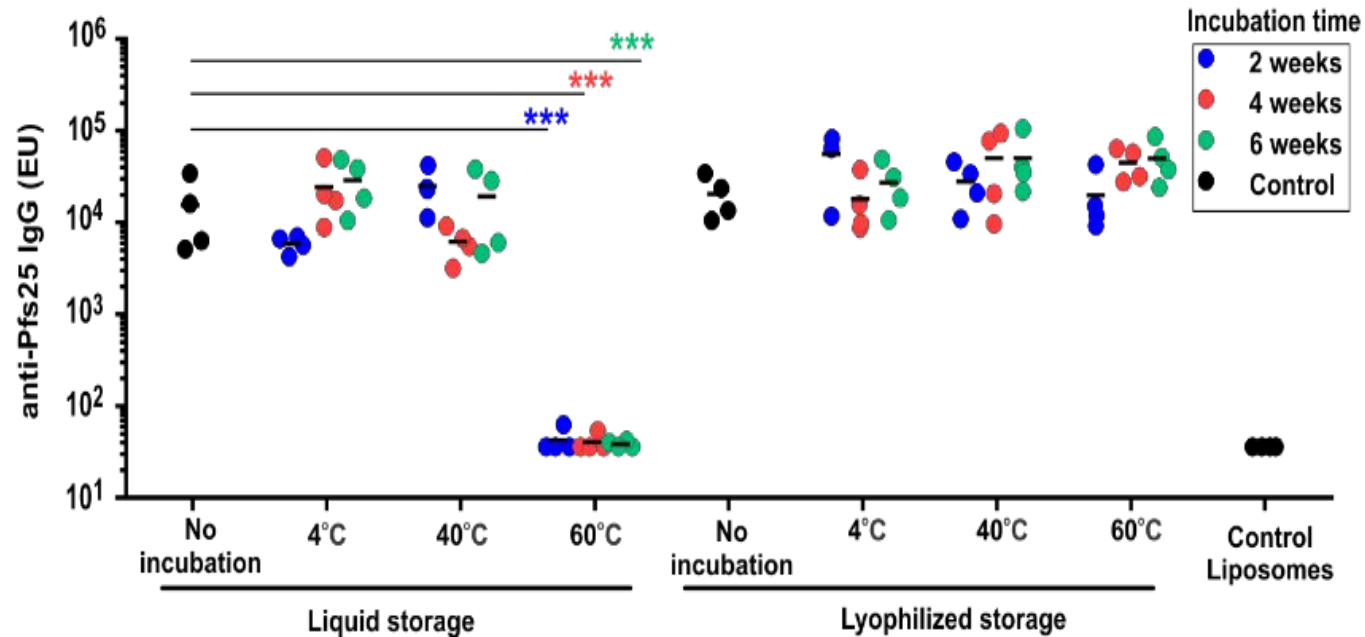 anti-Pfs25 IgG (EU)
10⁶
10⁵
10⁴
10³
10²
10¹
***
***
***
Incubation time
2 weeks
4 weeks
6 weeks
Control
No
incubation
4°C
40°C
60°C
No
incubation
4°C
40°C
60°C
Control
Liposomes
Liquid storage
Lyophilized storage